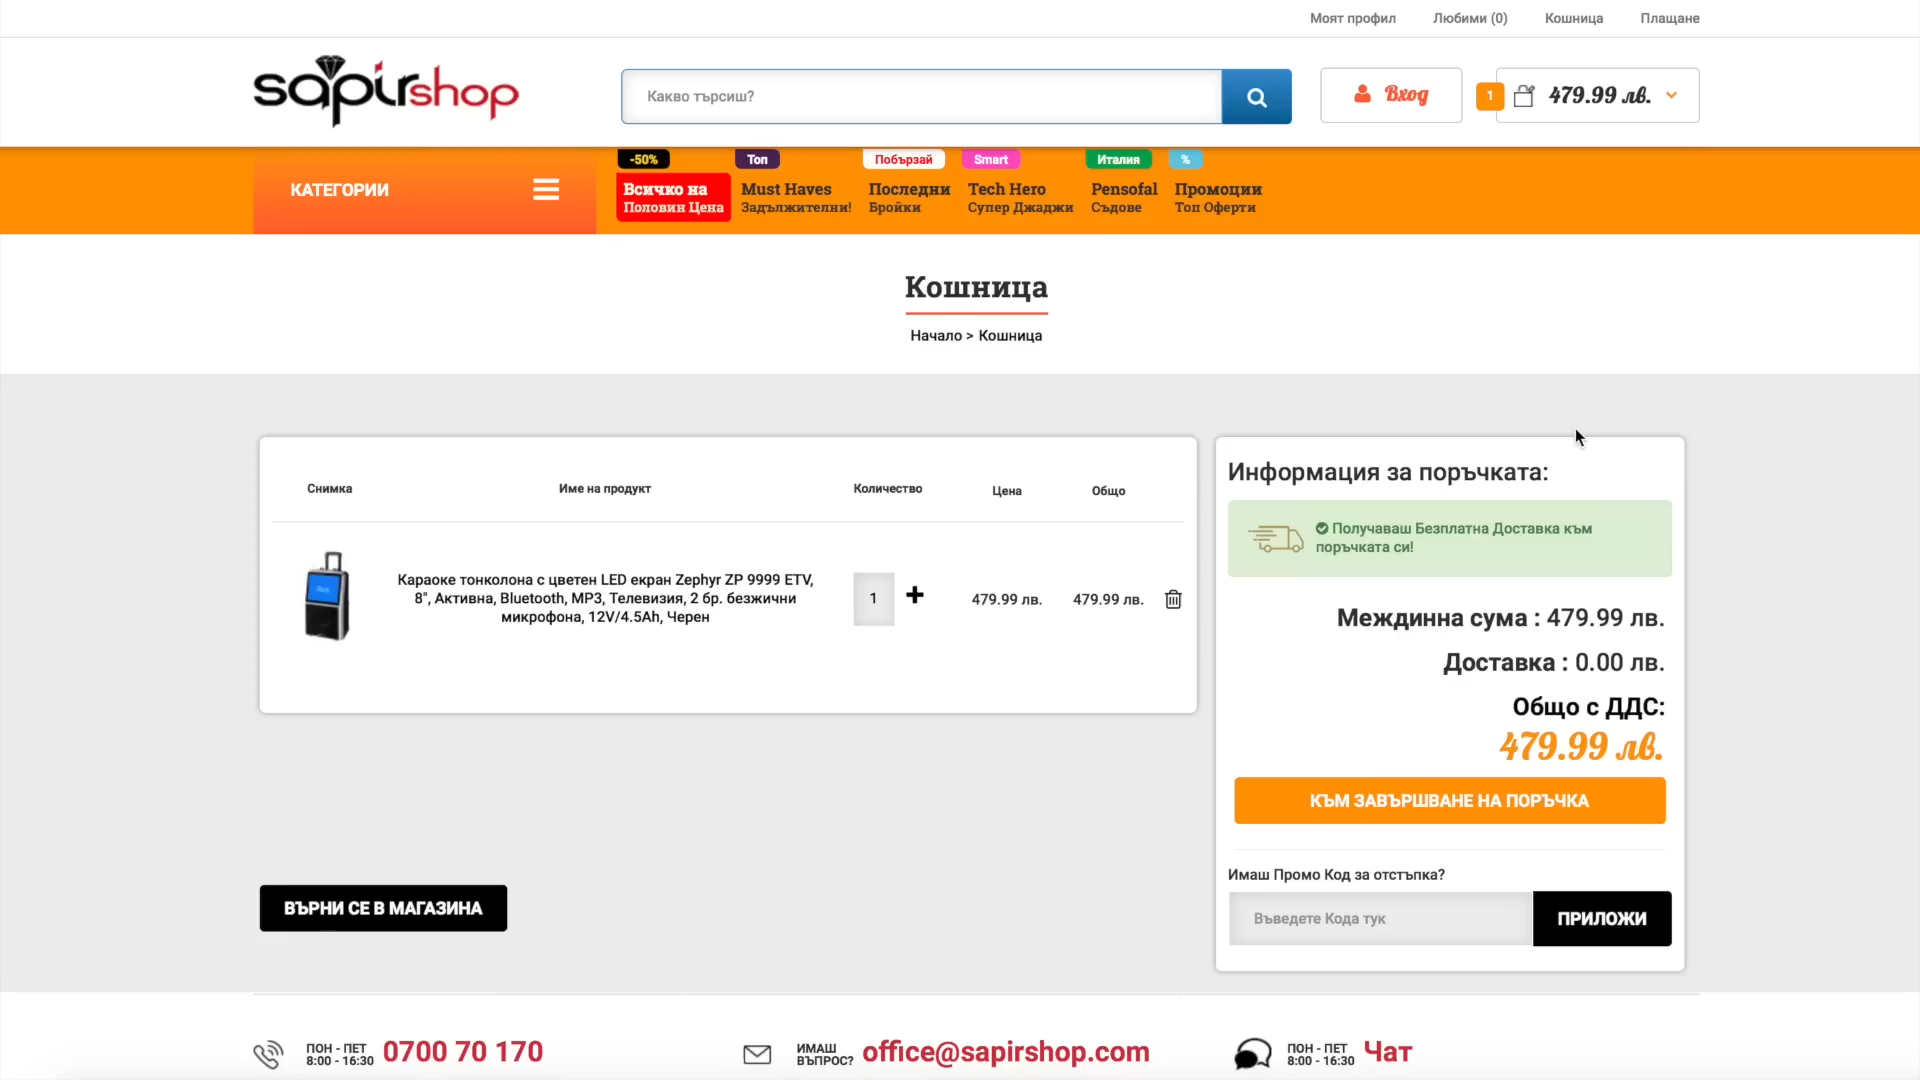 Моят профил
Любими (0)
Кошница
Плащане
sapirshop
Какво търсиш?
Вход
1
479.99 лв.
КАТЕГОРИИ
-50%
Всичко на
Половин Цена
Топ
Must Haves
Задължителни!
Побързай
Последни
Бройки
Smart
Tech Hero
Супер Джаджи
Италия
Pensofal
Съдове
%
Промоции
Топ Оферти
Кошница
Начало > Кошница
Снимка
Име на продукт
Количество
Цена
Общо
Караоке тонколона с цветен LED екран Zephyr ZP 9999 ETV,
8", Активна, Bluetooth, MP3, Телевизия, 2 бр. безжични
микрофона, 12V/4.5Ah, Черен
1
479.99 лв.
479.99 лв.
ВЪРНИ СЕ В МАГАЗИНА
Информация за поръчката:
Получаваш Безплатна Доставка към
поръчката си!
Междинна сума : 479.99 лв.
Доставка : 0.00 лв.
Общо с ДДС:
479.99 лв.
КЪМ ЗАВЪРШВАНЕ НА ПОРЪЧКА
Имаш Промо Код за отстъпка?
Въведете Кода тук
ПРИЛОЖИ
ПОН - ПЕТ
8:00 - 16:30
0700 70 170
ИМАШ
ВЪПРОС?
office@sapirshop.com
ПОН - ПЕТ
8:00 - 16:30
Чат